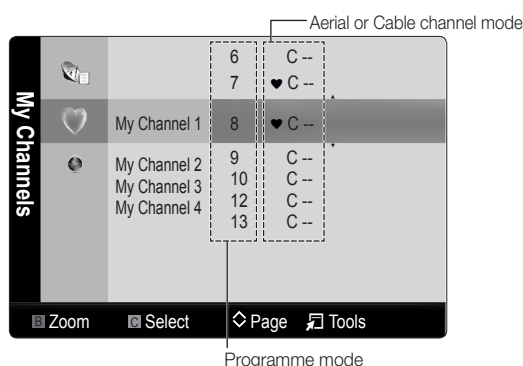 Aerial or Cable channel mode
My Channels
6 C --
7 ♥ C --
My Channel 1 8 ♥ C --
My Channel 2 9 C --
My Channel 3 10 C --
My Channel 4 12 C --
13 C --
B Zoom C Select Page Tools
Programme mode